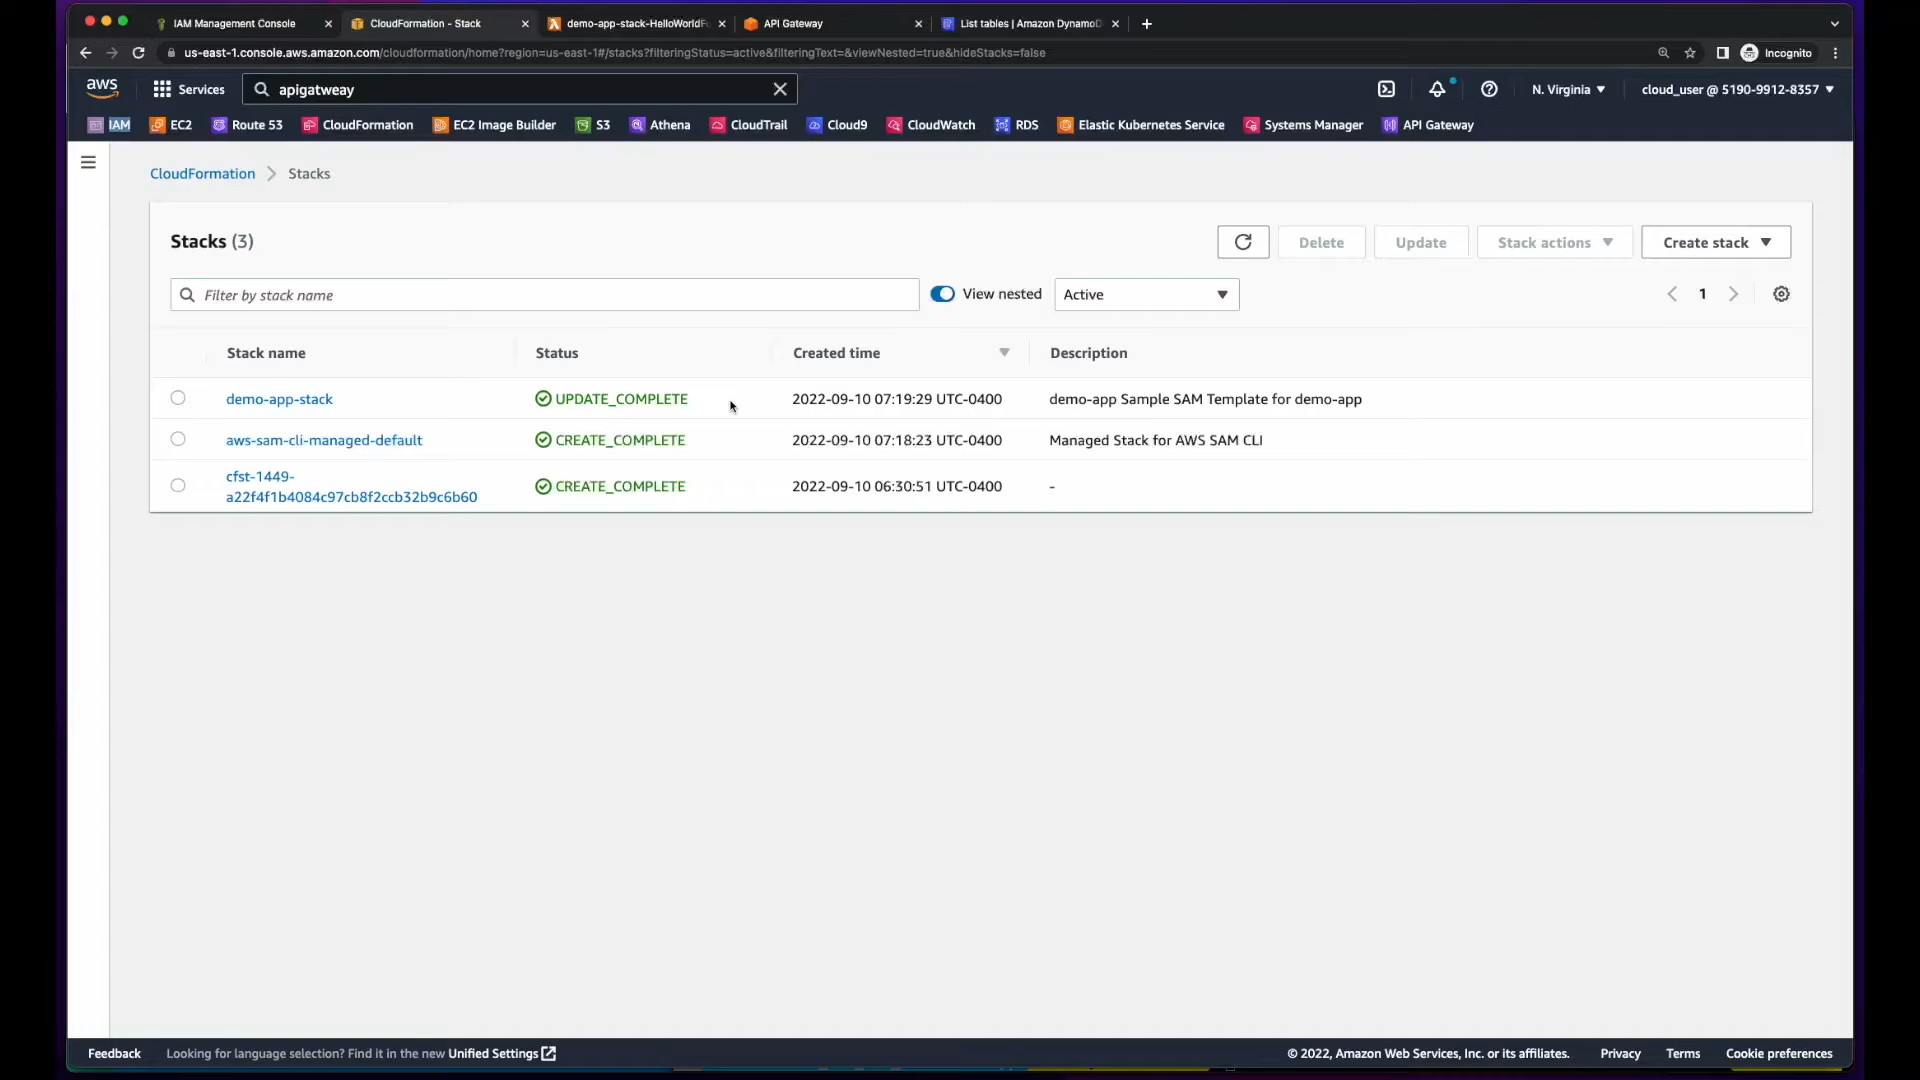 IAM Management Console
CloudFormation - Stack
demo-app-stack-HelloWorldFu
API Gateway
List tables | Amazon DynamoD
us-east-1.console.aws.amazon.com/cloudformation/home?region=us-east-1#/stacks?filteringStatus=active&filteringText=&viewNested=true&hideStacks=false
Incognito
aws
Services
apigatweay
N. Virginia
cloud_user @ 5190-9912-8357
IAM
EC2
Route 53
CloudFormation
EC2 Image Builder
S3
Athena
CloudTrail
Cloud9
CloudWatch
RDS
Elastic Kubernetes Service
Systems Manager
API Gateway
CloudFormation
Stacks
Stacks (3)
Delete
Update
Stack actions
Create stack
Filter by stack name
View nested
Active
1
Stack name
Status
Created time
Description
demo-app-stack
UPDATE_COMPLETE
2022-09-10 07:19:29 UTC-0400
demo-app Sample SAM Template for demo-app
aws-sam-cli-managed-default
CREATE_COMPLETE
2022-09-10 07:18:23 UTC-0400
Managed Stack for AWS SAM CLI
cfst-1449-
a22f4f1b4084c97cb8f2ccb32b9c6b60
CREATE_COMPLETE
2022-09-10 06:30:51 UTC-0400
-
Feedback
Looking for language selection? Find it in the new Unified Settings
© 2022, Amazon Web Services, Inc. or its affiliates.
Privacy
Terms
Cookie preferences